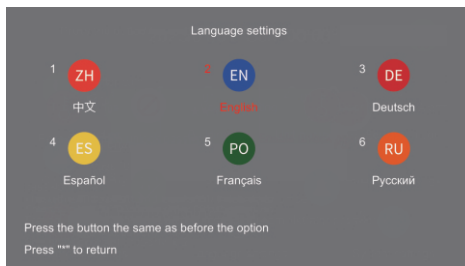 Language settings
1 ZH 2 EN 3 DE
中文 English Deutsch
4 ES 5 PO 6 RU
Español Français Русский
Press the button the same as before the option
Press "*" to return